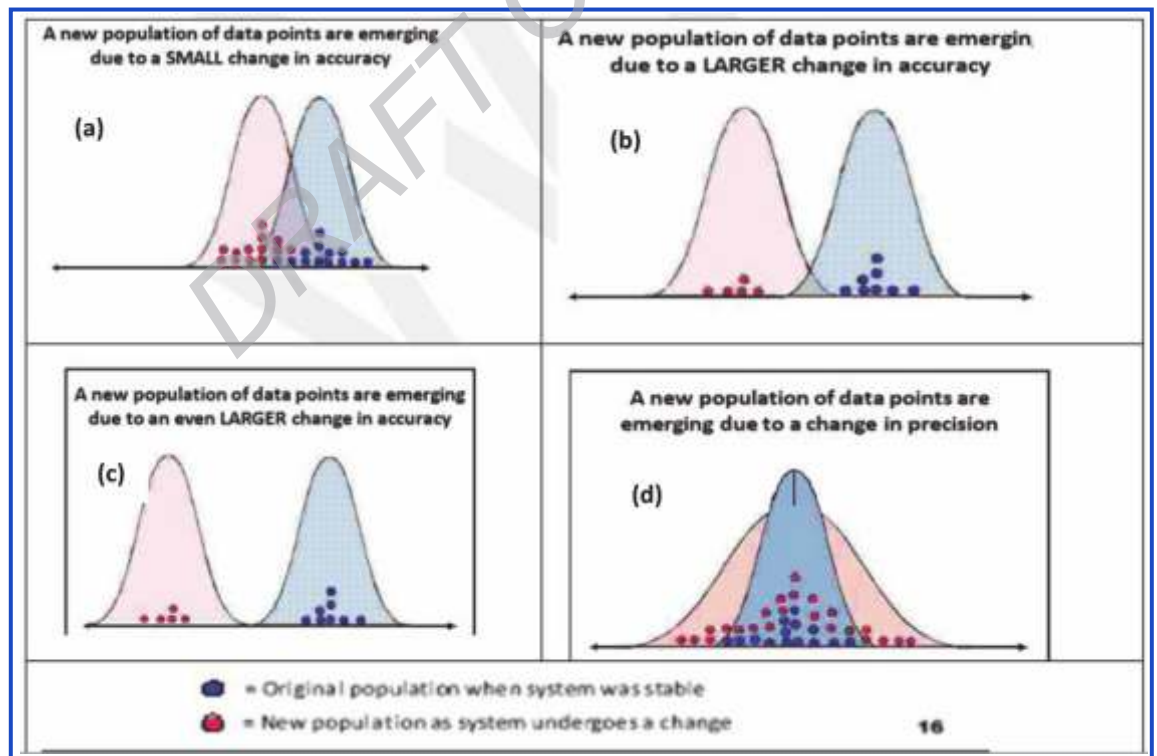 A new population of data points are emerging
due to a SMALL change in accuracy
(a)
A new population of data points are emergin
due to a LARGER change in accuracy
(b)
A new population of data points are emerging
due to an even LARGER change in accuracy
(c)
A new population of data points are
emerging due to a change in precision
(d)
= Original population when system was stable
= New population as system undergoes a change
16
DRAFT